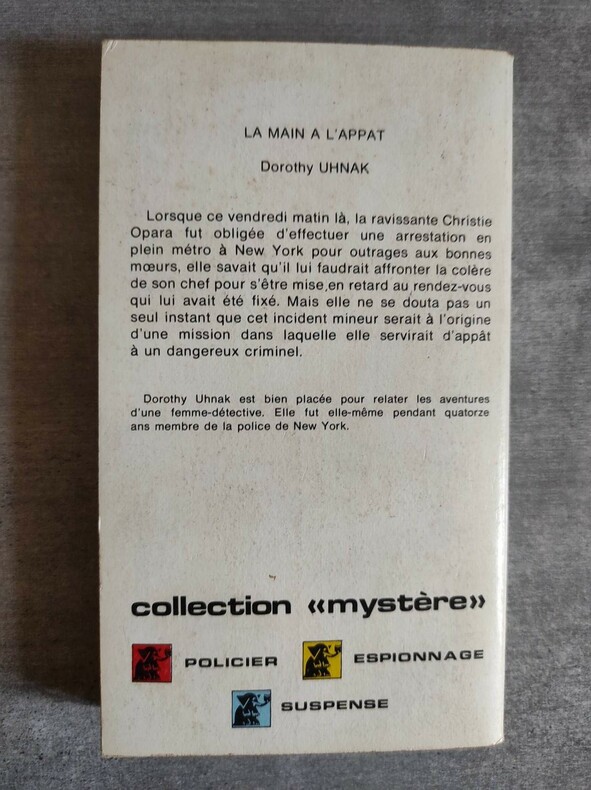 LA MAIN A L'APPAT
Dorothy UHNAK
Lorsque ce vendredi matin là, la ravissante Christie
Opara fut obligée d'effectuer une arrestation en
plein métro à New York pour outrages aux bonnes
mœurs, elle savait qu'il lui faudrait affronter la colère
de son chef pour s'être mise,en retard au rendez-vous
qui lui avait été fixé. Mais elle ne se douta pas un
seul instant que cet incident mineur serait à l'origine
d'une mission dans laquelle elle servirait d'appât
à un dangereux criminel.
Dorothy Uhnak est bien placée pour relater les aventures
d'une femme-détective. Elle fut elle-même pendant quatorze
ans membre de la police de New York.
collection «mystère»
POLICIER ESPIONNAGE
SUSPENSE